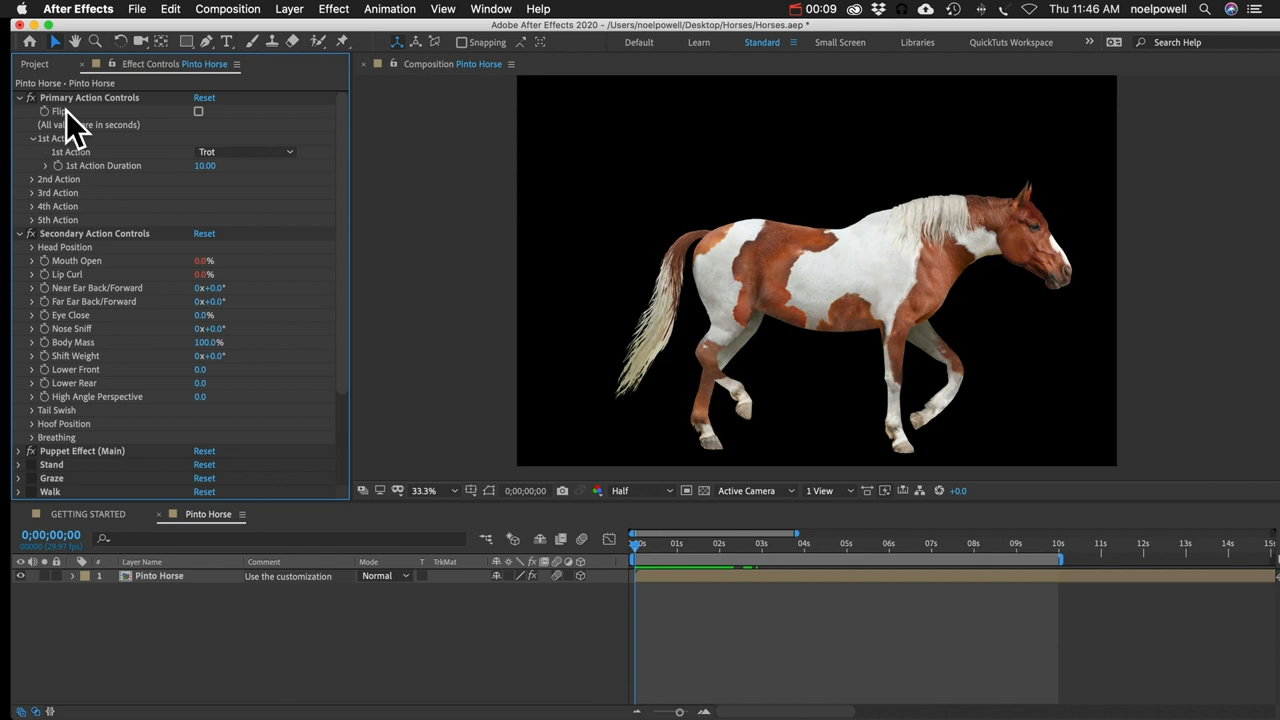 After Effects File Edit Composition Layer Effect Animation View Window Help 00:09 Thu 11:46 AM noelpowell
Adobe After Effects 2020 - /Users/noelpowell/Desktop/Horses/Horses.aep *
Snapping Default Learn Standard Small Screen Libraries QuickTuts Workspace Search Help
Project Effect Controls Pinto Horse Composition Pinto Horse
Pinto Horse • Pinto Horse
fx Primary Action Controls Reset
(All are in seconds)
1st Action Trot
1st Action Duration 10.00
2nd Action
3rd Action
4th Action
5th Action
fx Secondary Action Controls Reset
Head Position
Mouth Open 0.0%
Lip Curl 0.0%
Near Ear Back/Forward 0x+0.0°
Far Ear Back/Forward 0x+0.0°
Eye Close 0.0%
Nose Sniff 0x+0.0°
Body Mass 100.0%
Shift Weight 0x+0.0°
Lower Front 0.0
Lower Rear 0.0
High Angle Perspective 0.0
Tail Swish
Hoof Position
Breathing
fx Puppet Effect (Main) Reset
Stand Reset
Graze Reset
Walk Reset
33.3% 0;00;00;00 Half Active Camera 1 View +0.0
GETTING STARTED Pinto Horse
0;00;00;00
00000 (29.97 fps)
01s 02s 03s 04s 05s 06s 07s 08s 09s 10s 11s 12s 13s 14s 15s
# Layer Name Comment Mode T TrkMat
1 Pinto Horse Use the customization Normal fx